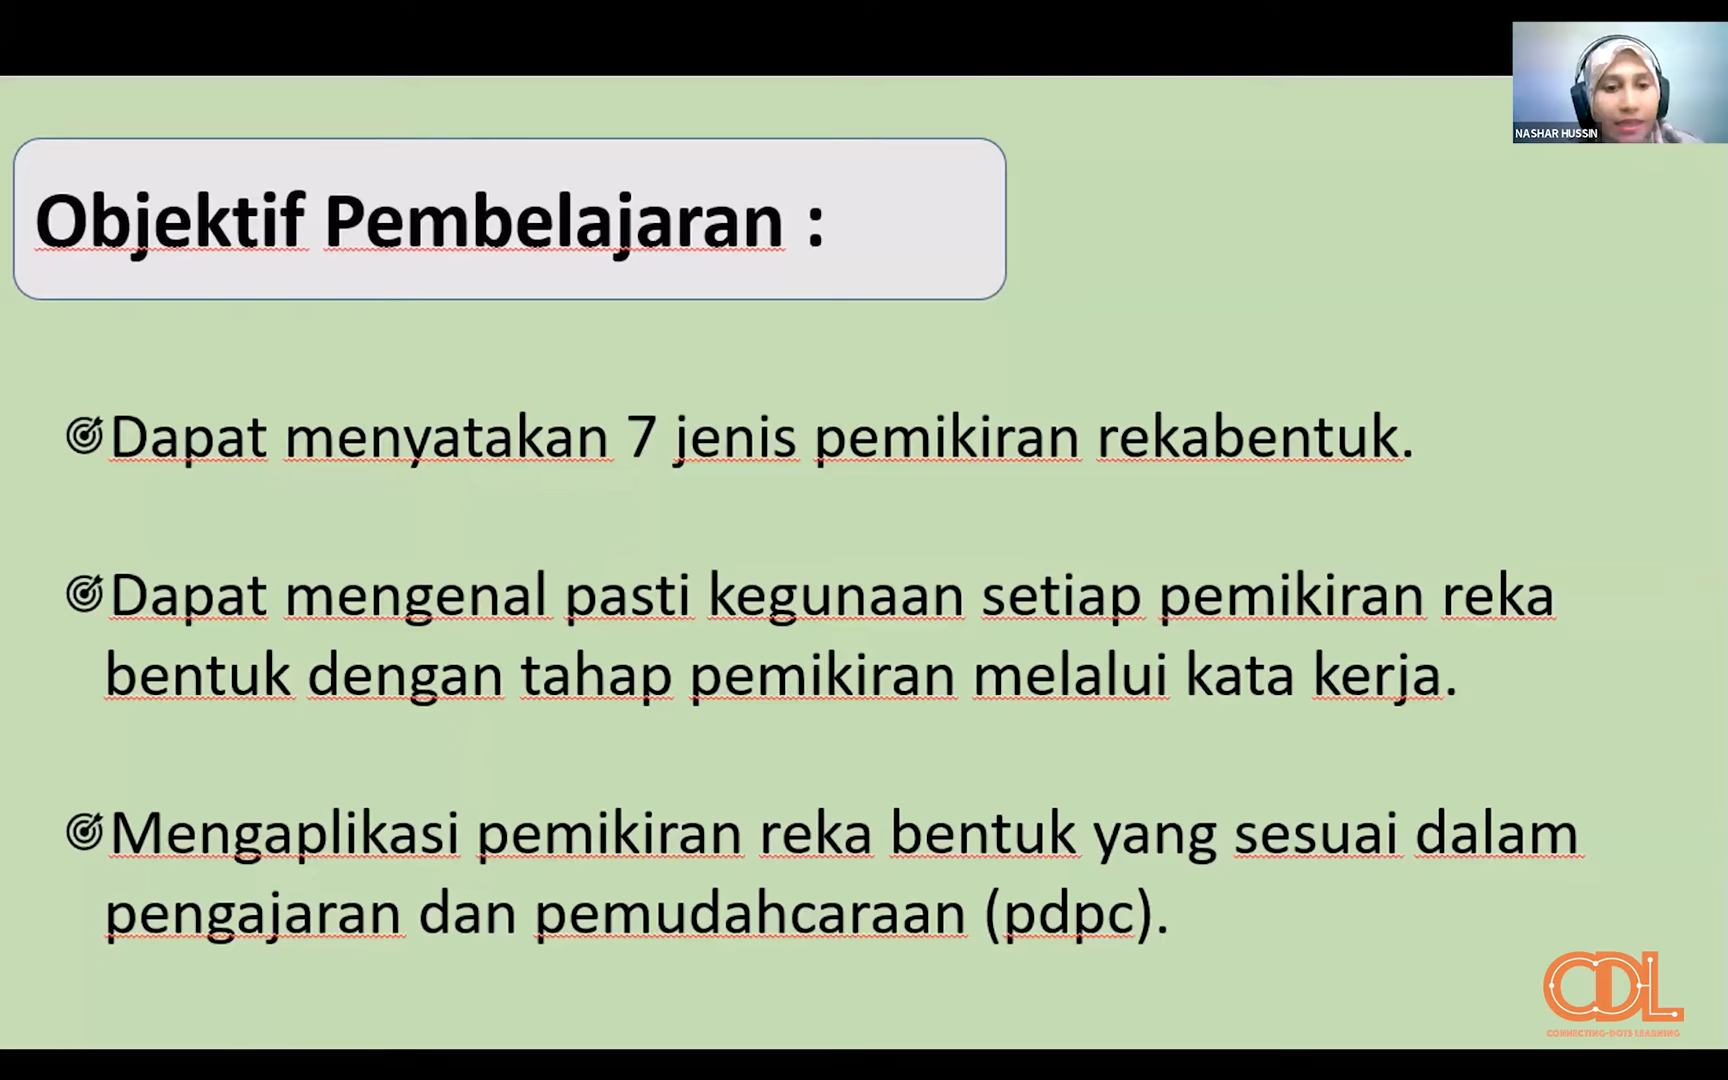 NASHAR HUSSIN
Objektif Pembelajaran :
Dapat menyatakan 7 jenis pemikiran rekabentuk.
Dapat mengenal pasti kegunaan setiap pemikiran reka
bentuk dengan tahap pemikiran melalui kata kerja.
Mengaplikasi pemikiran reka bentuk yang sesuai dalam
pengajaran dan pemudahcaraan (pdpc).
CDL
CONNECTING-DOTS LEARNING